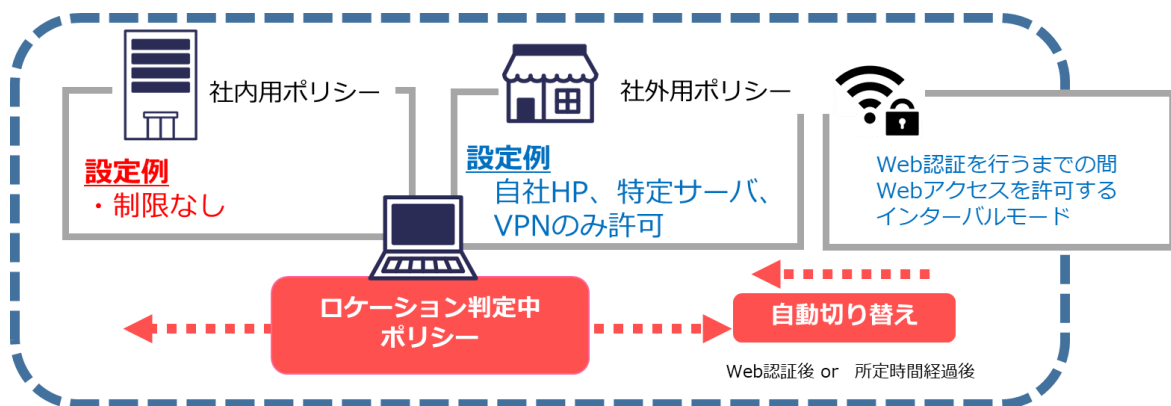 社内用ポリシー
設定例
・制限なし
社外用ポリシー
設定例
自社HP、特定サーバ、
VPNのみ許可
Web認証を行うまでの間
Webアクセスを許可する
インターバルモード
ロケーション判定中
ポリシー
自動切り替え
Web認証後 or 所定時間経過後